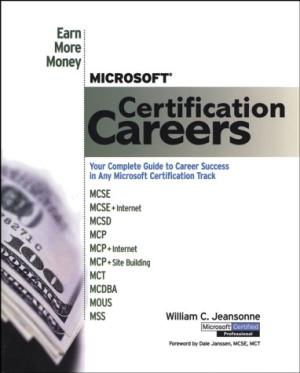 Earn
More
Money
MICROSOFT®
Certification
Careers
Your Complete Guide to Career Success
in Any Microsoft Certification Track
MCSE
MCSE + Internet
MCSD
MCP
MCP + Internet
MCP + Site Building
MCT
MCDBA
MOUS
MSS
William C. Jeansonne
Microsoft Certified
Professional
Foreword by Dale Janssen, MCSE, MCT
100